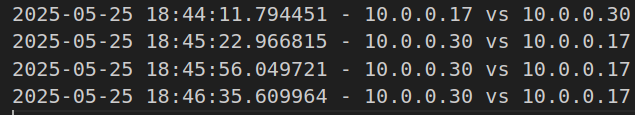 2025-05-25 18:44:11.794451 - 10.0.0.17 vs 10.0.0.30
2025-05-25 18:45:22.966815 - 10.0.0.30 vs 10.0.0.17
2025-05-25 18:45:56.049721 - 10.0.0.30 vs 10.0.0.17
2025-05-25 18:46:35.609964 - 10.0.0.30 vs 10.0.0.17